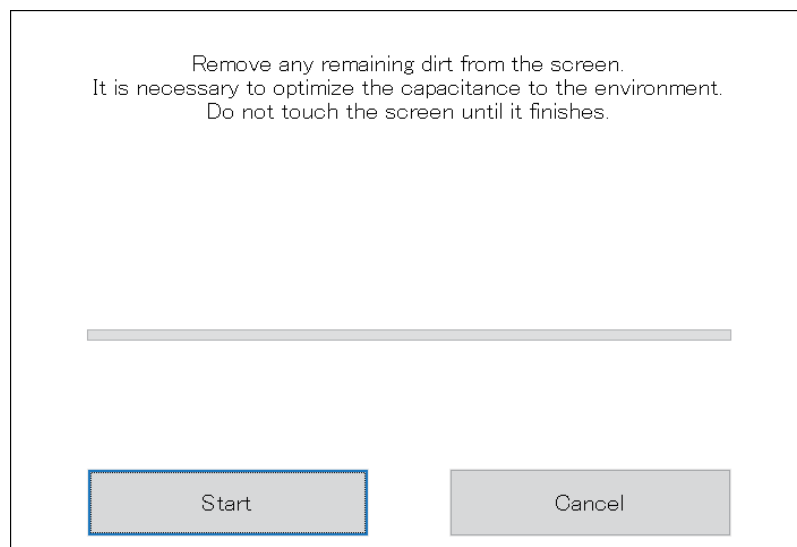 Remove any remaining dirt from the screen.
It is necessary to optimize the capacitance to the environment.
Do not touch the screen until it finishes.
Start
Cancel